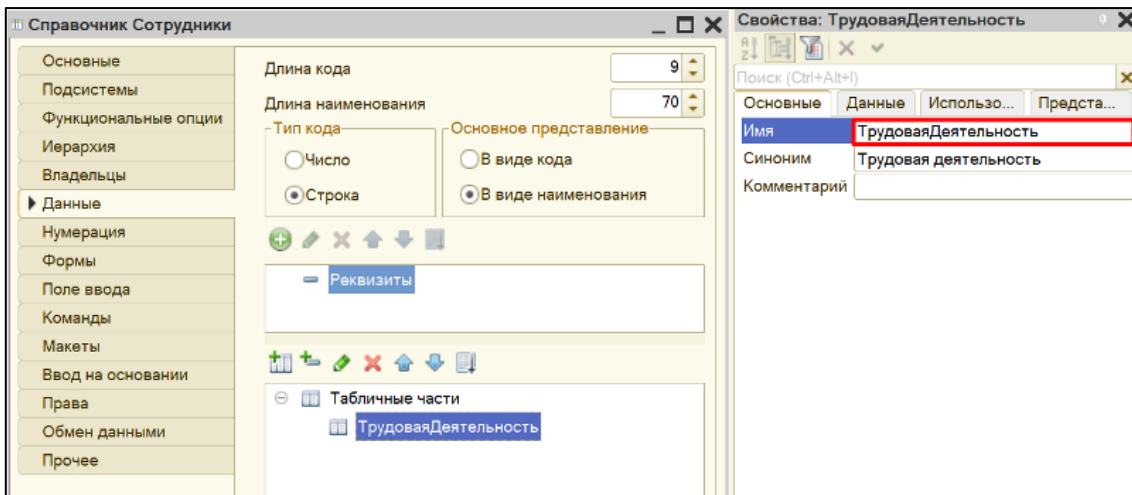 Справочник Сотрудники
Основные
Подсистемы
Функциональные опции
Иерархия
Владельцы
Данные
Нумерация
Формы
Поле ввода
Команды
Макеты
Ввод на основании
Права
Обмен данными
Прочее
Длина кода 9
Длина наименования 70
Тип кода
Число
Строка
Основное представление
В виде кода
В виде наименования
Реквизиты
Табличные части
ТрудоваяДеятельность
Свойства: ТрудоваяДеятельность
Поиск (Ctrl+Alt+I)
Основные Данные Использо... Предста...
Имя ТрудоваяДеятельность
Синоним Трудовая деятельность
Комментарий